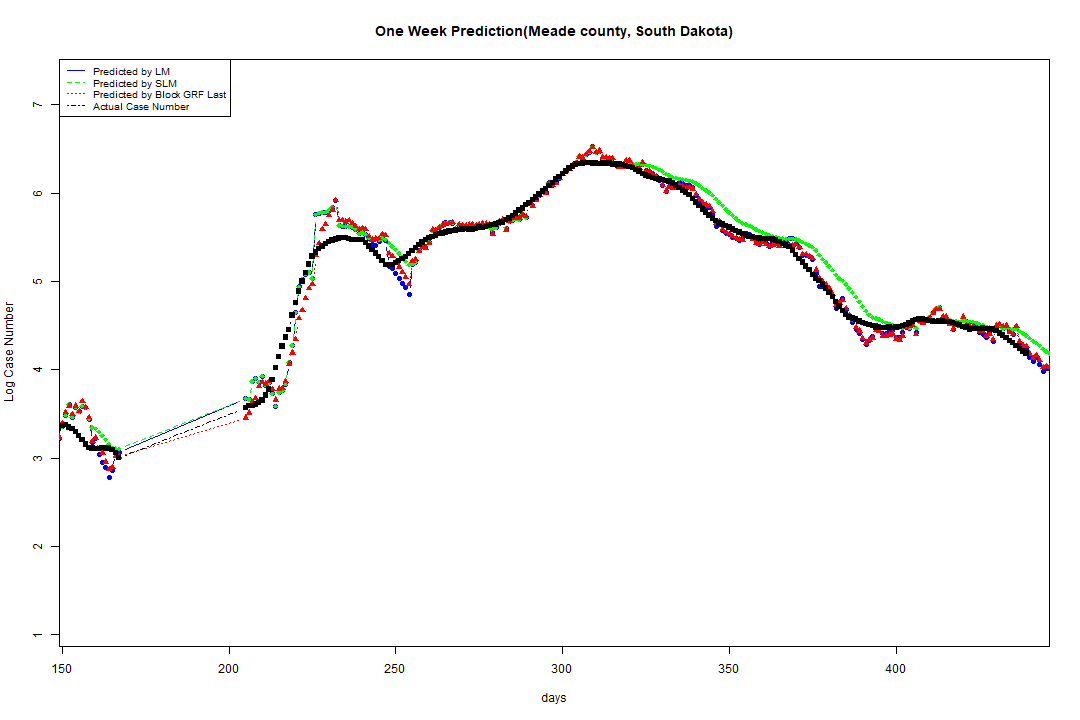 One Week Prediction(Meade county, South Dakota)
Predicted by LM
Predicted by SLM
Predicted by Block GRF Last
Actual Case Number
7
6
5
4
3
2
1
Log Case Number
150 200 250 300 350 400
days